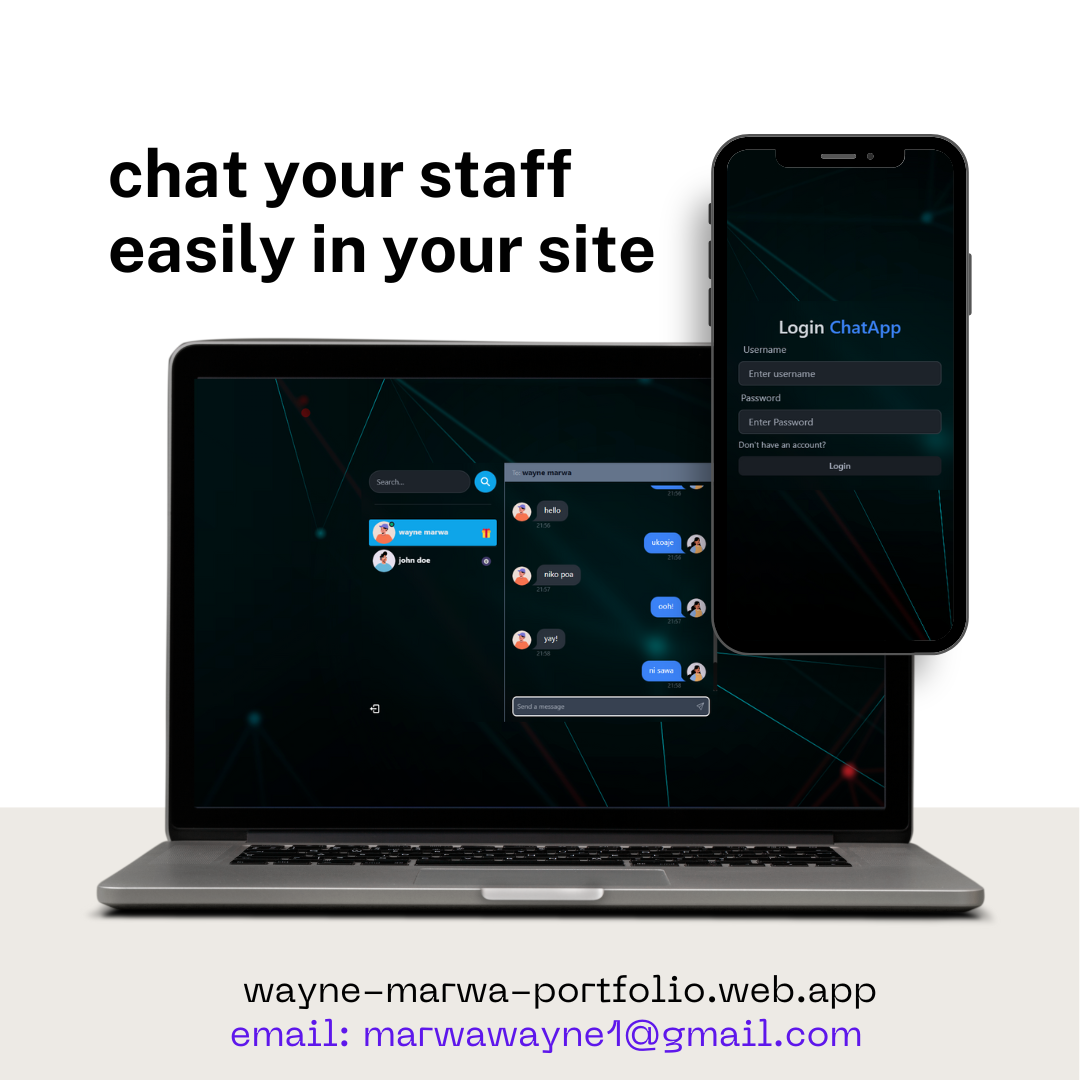 chat your staff
easily in your site
Login ChatApp
Username
Enter username
Password
Enter Password
Don't have an account?
Login
Search...
wayne marwa
john doe
wayne marwa
21:56
hello
21:56
ukoaje
21:56
niko poa
21:57
ooh!
21:57
yay!
21:58
ni sawa
21:58
Send a message
wayne-marwa-portfolio.web.app
email: marwawayne1@gmail.com